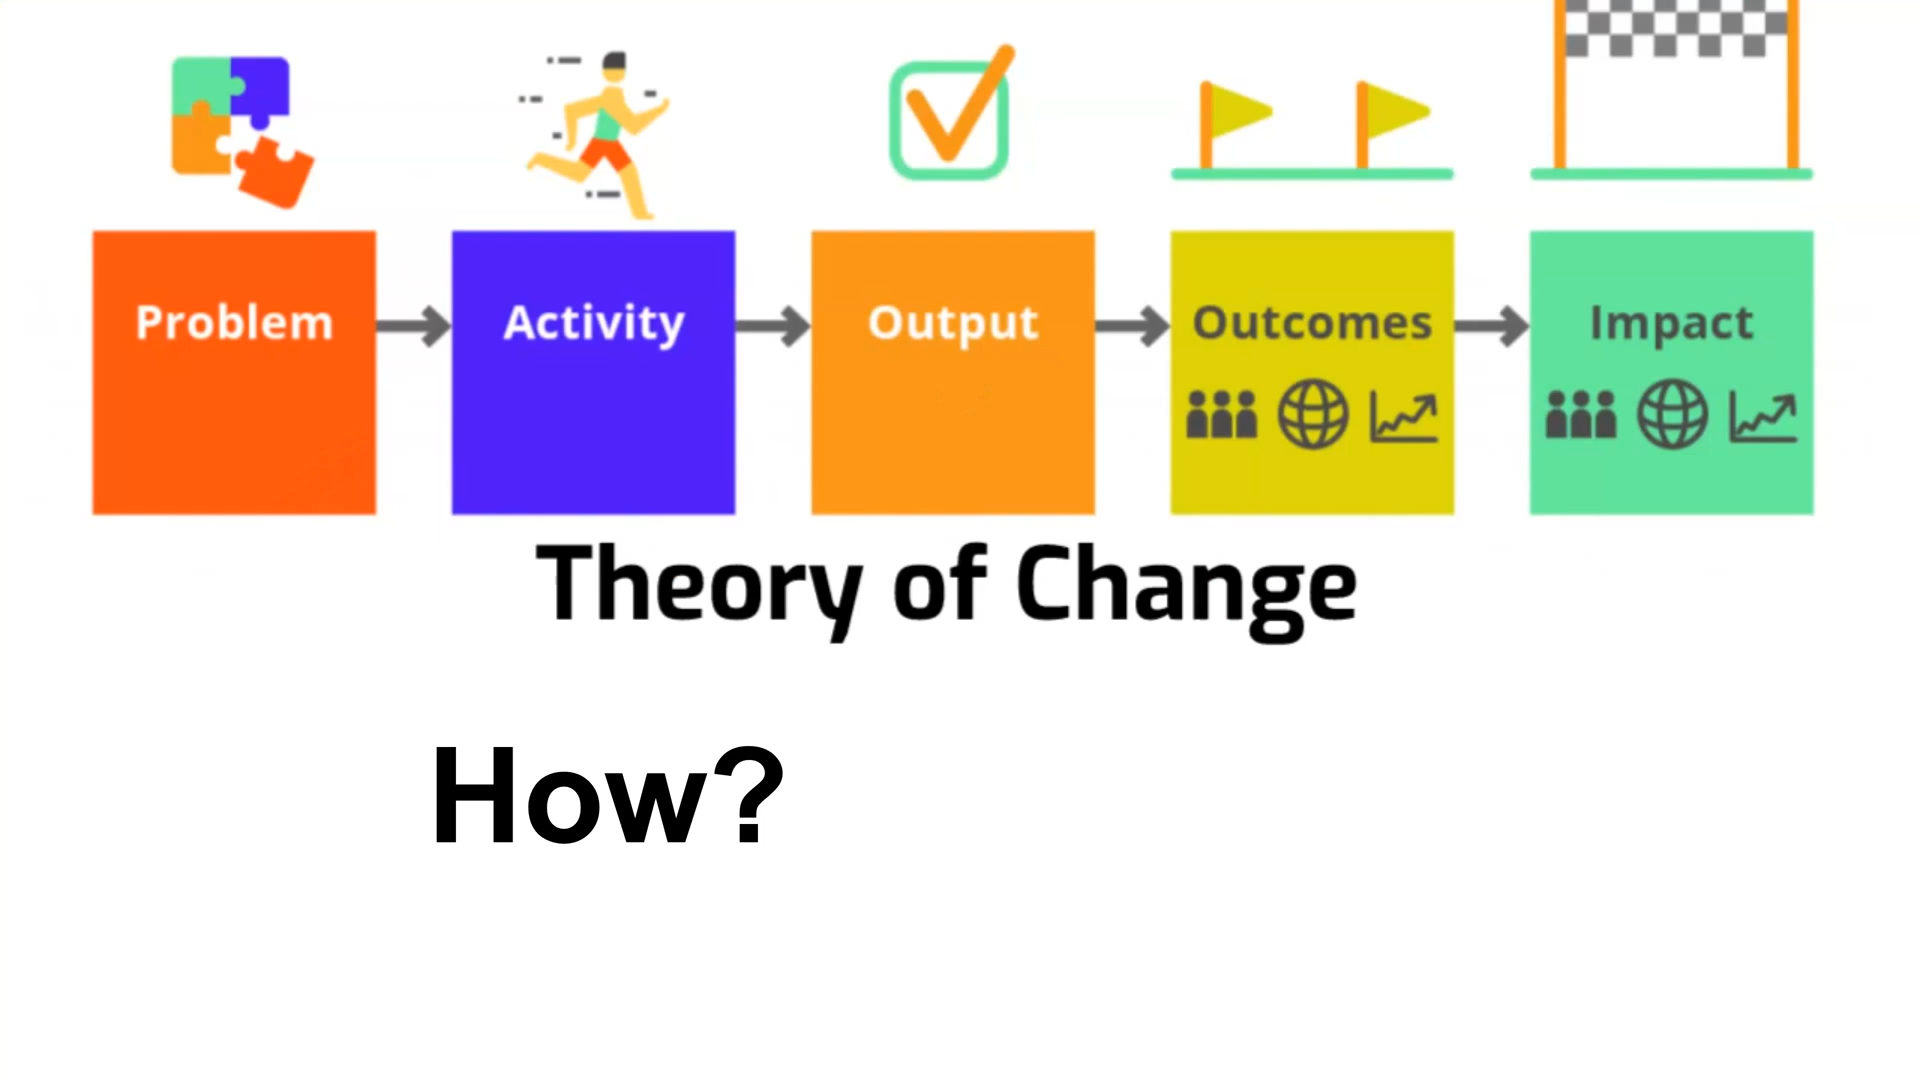 Problem
Activity
Output
Outcomes
Impact
Theory of Change
How?